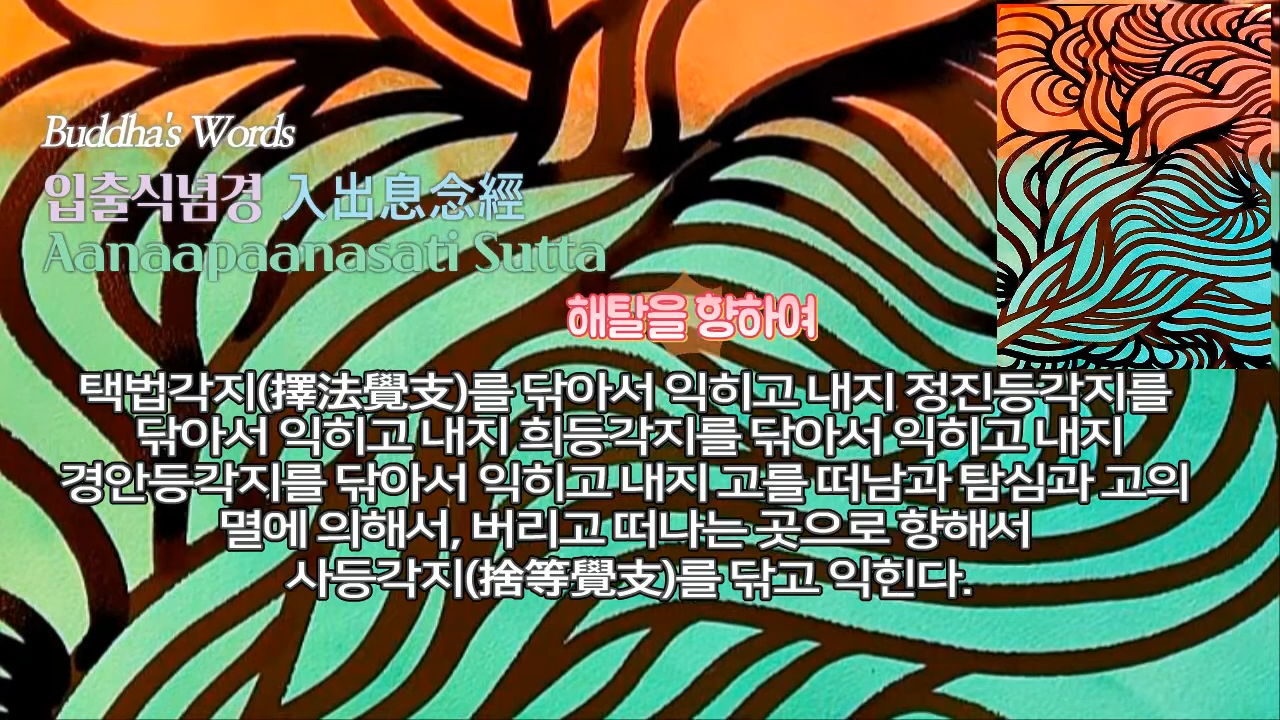 Buddha's Words
입출식념경 入出息念經
Aanaapaanasati Sutta
해탈을 향하여
택법각지(擇法覺支)를 닦아서 익히고 내지 정진등각지를
닦아서 익히고 내지 희등각지를 닦아서 익히고 내지
경안등각지를 닦아서 익히고 내지 고를 떠남과 탐심과 고의
멸에 의해서, 버리고 떠나는 곳으로 향해서
사등각지(捨等覺支)를 닦고 익힌다.